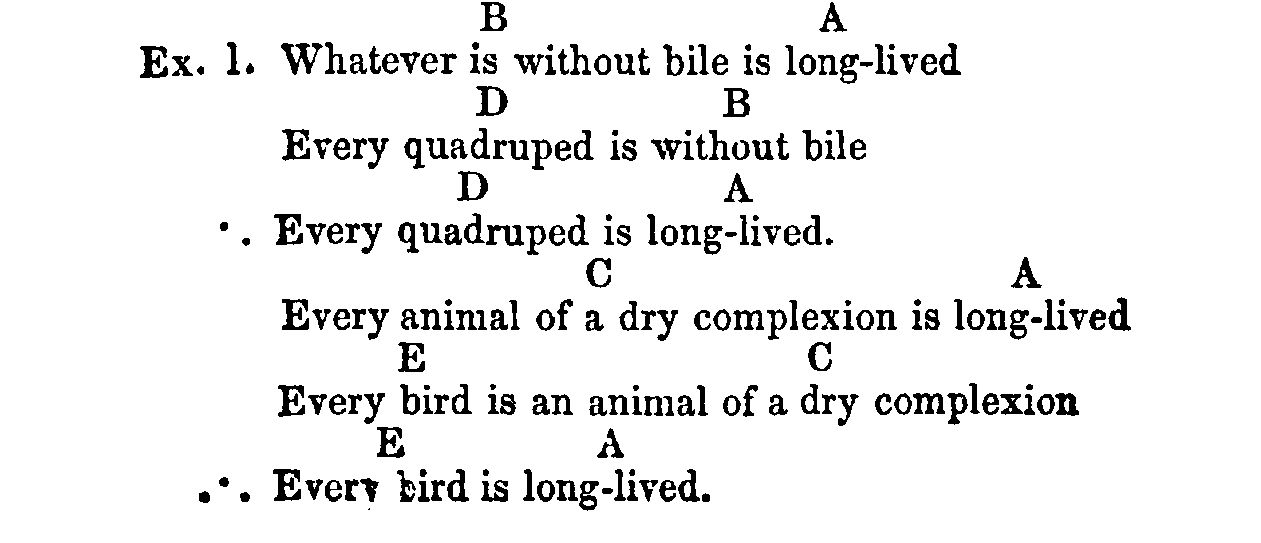 B A
Ex. 1. Whatever is without bile is long-lived
D B
Every quadruped is without bile
D A
∴ Every quadruped is long-lived.
C A
Every animal of a dry complexion is long-lived
E C
Every bird is an animal of a dry complexion
E A
∴ Every bird is long-lived.